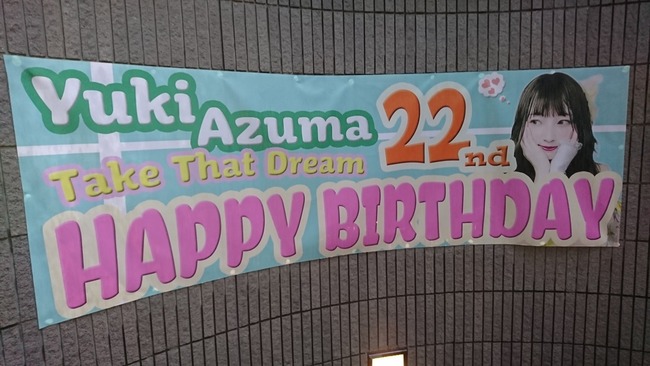 Yuki Azuma 22nd
Take That Dream
HAPPY BIRTHDAY